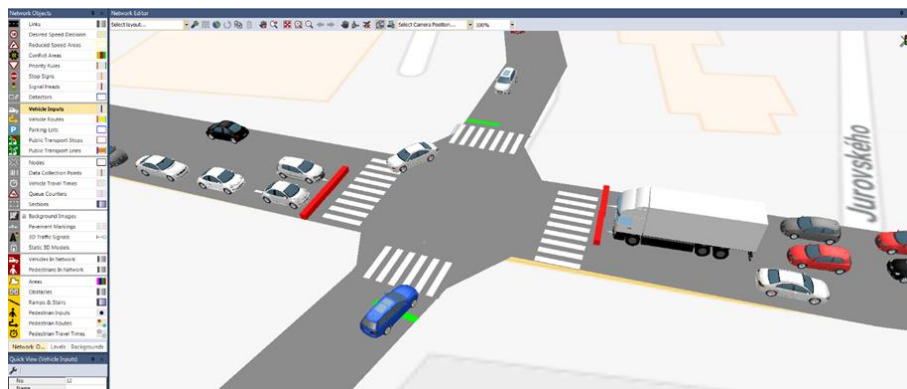 Network Objects
Network Editor
Select layout...
Select Camera Position...
100%
Links
Desired Speed Decision
Reduced Speed Areas
Conflict Areas
Priority Rules
Stop Signs
Signal Heads
Detectors
Vehicle Inputs
Vehicle Routes
Parking Lots
Public Transport Stops
Public Transport Lines
Nodes
Data Collection Points
Vehicle Travel Times
Queue Counters
Sections
Background Images
Pavement Markings
3D Traffic Signals
Static 3D Models
Vehicles In Network
Pedestrians In Network
Areas
Obstacles
Ramps & Stairs
Pedestrian Inputs
Pedestrian Routes
Pedestrian Travel Times
Network O...
Levels
Backgrounds
Quick View (Vehicle Inputs)
No
Name
Jurovského